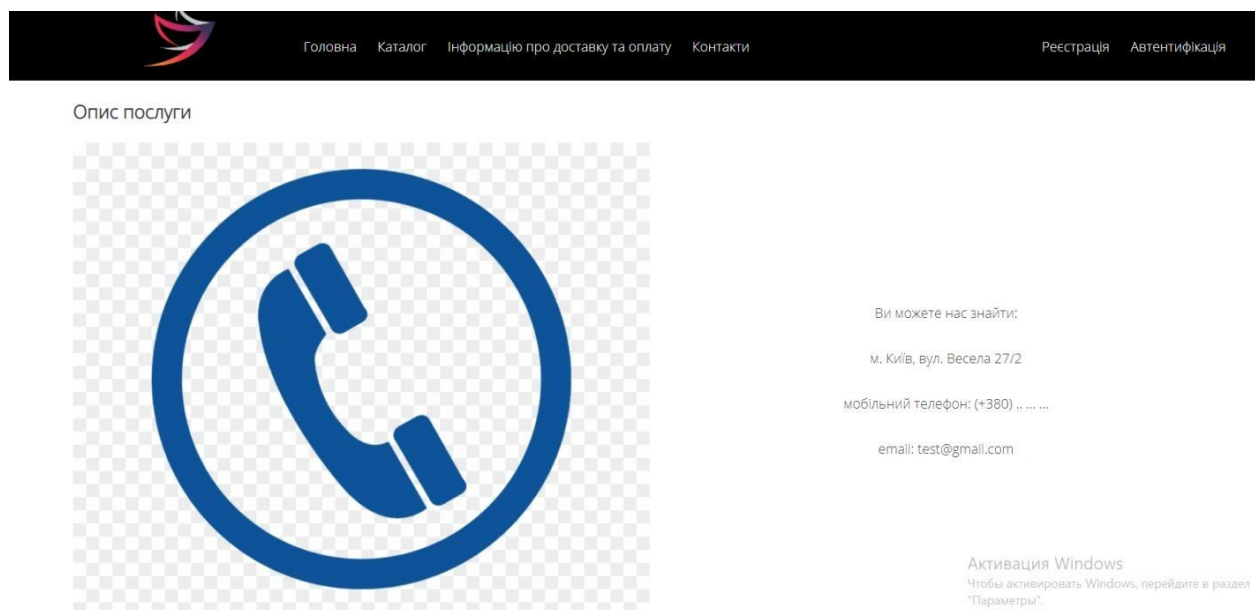 Головна Каталог Інформацію про доставку та оплату Контакти Реєстрація Автентифікація
Опис послуги
Ви можете нас знайти:
м. Київ, вул. Весела 27/2
мобільний телефон: (+380) .. ... ...
email: test@gmail.com
Активация Windows
Чтобы активировать Windows, перейдите в раздел
"Параметры".